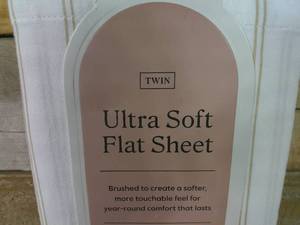 TWIN
Ultra Soft
Flat Sheet
Brushed to create a softer,
more touchable feel for
year-round comfort that lasts